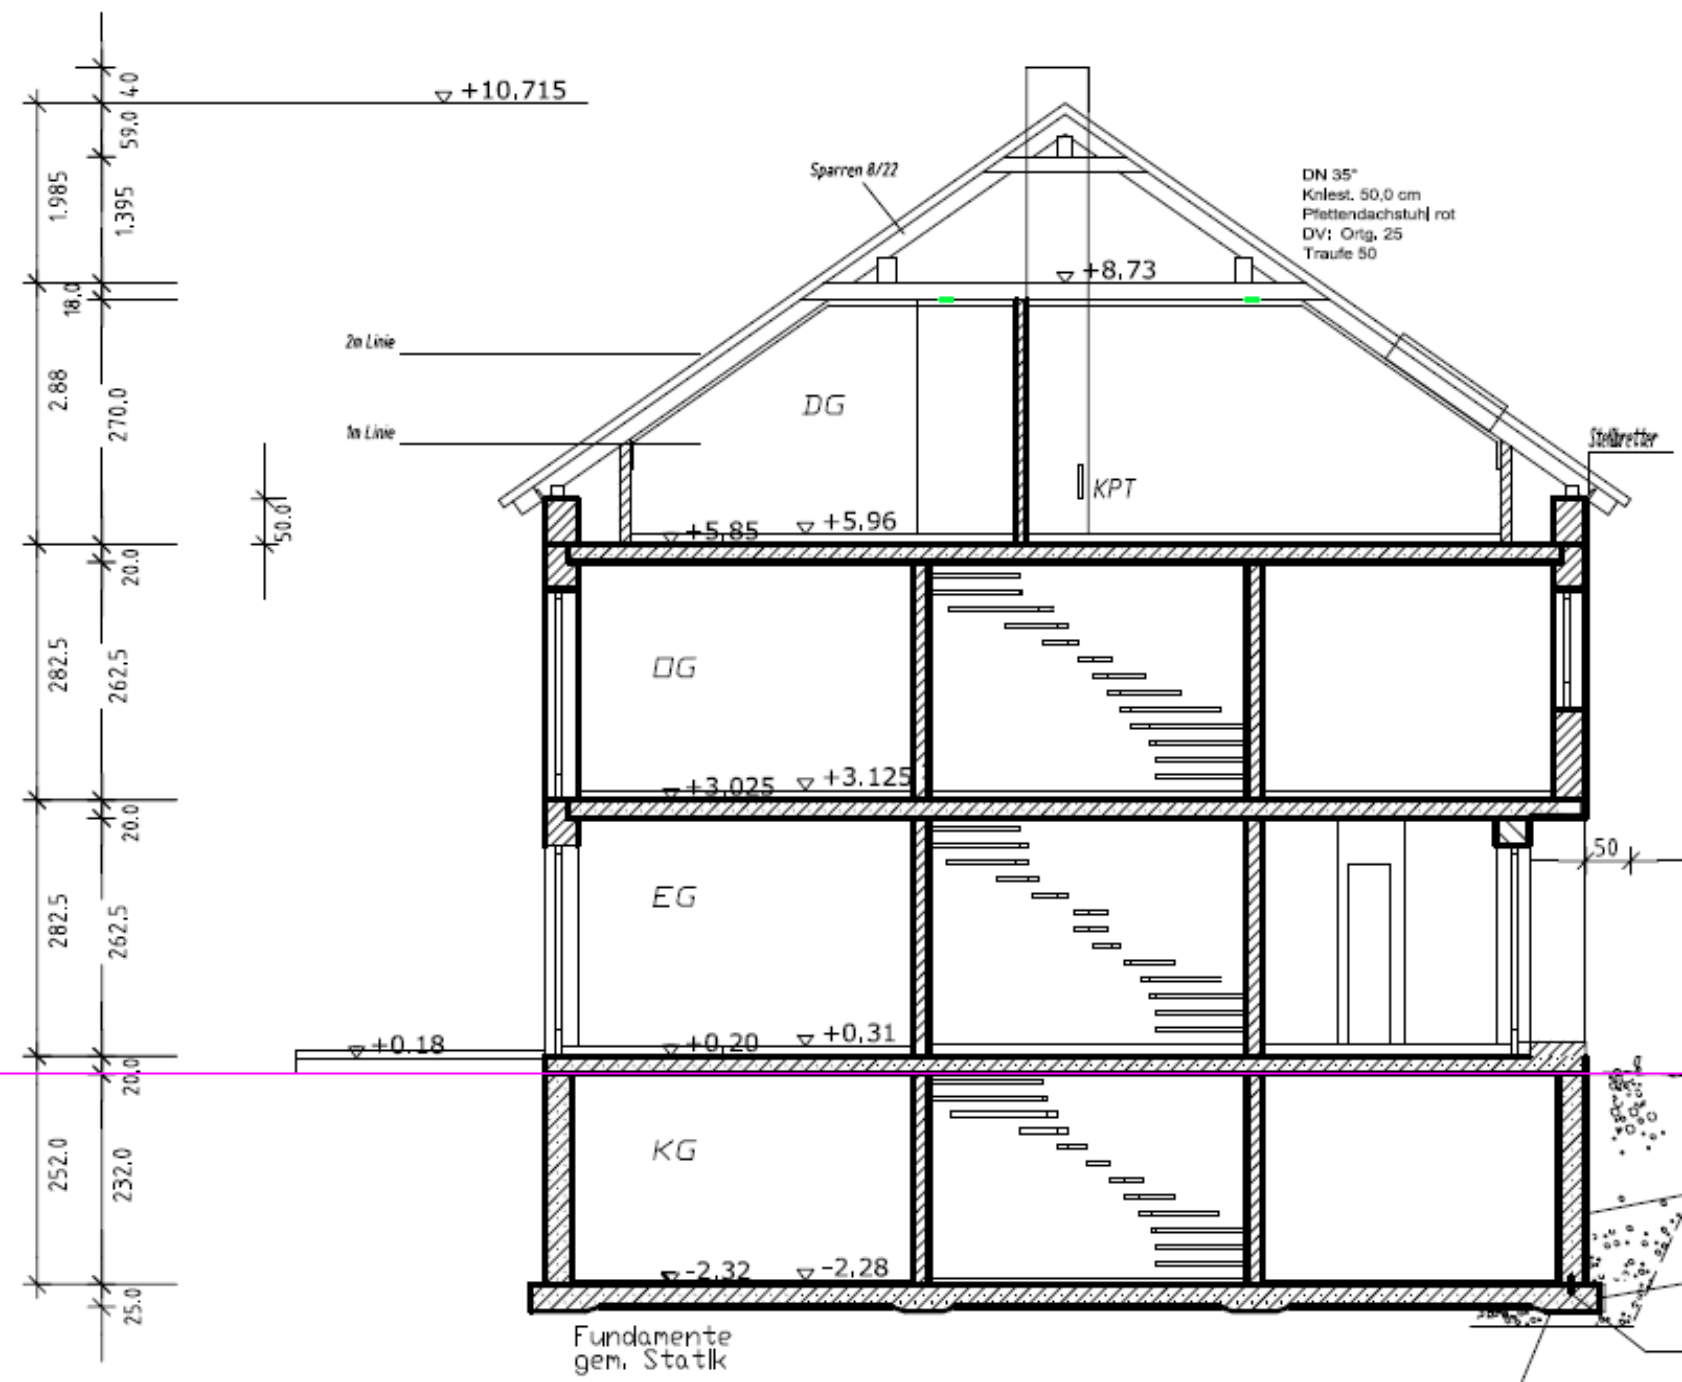 4.0
+10,715
59.0
Sparren 8/22
DN 35°
Kniest. 50,0 cm
Pfettendachstuhl rot
DV: Ortg. 25
Traufe 50
1.985
1.395
+8,73
18.0
2m Linie
2.88
270.0
DG
1m Linie
Stellbretter
KPT
50.0
+5,85
+5,96
20.0
282.5
262.5
OG
+3,025
+3.125
20.0
50
282.5
262.5
EG
+0,18
+0,20
+0,31
20.0
252.0
232.0
KG
-2,32
-2,28
25.0
Fundamente
gem. Statik